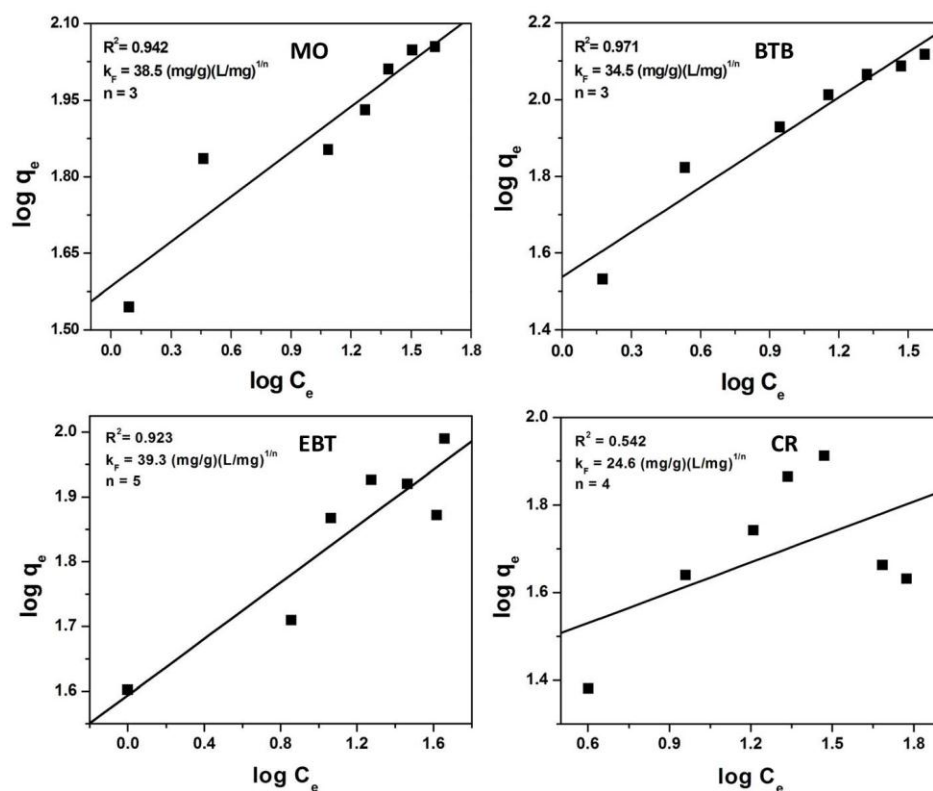 MO
R²= 0.942
k_F = 38.5 (mg/g)(L/mg)^1/n
n = 3
2.10
1.95
1.80
1.65
1.50
log q_e
0.0 0.3 0.6 0.9 1.2 1.5 1.8
log C_e
BTB
R² = 0.971
k_F = 34.5 (mg/g)(L/mg)^1/n
n = 3
2.2
2.0
1.8
1.6
1.4
log q_e
0.0 0.3 0.6 0.9 1.2 1.5
log C_e
EBT
R²= 0.923
k_F = 39.3 (mg/g)(L/mg)^1/n
n = 5
2.0
1.9
1.8
1.7
1.6
log q_e
0.0 0.4 0.8 1.2 1.6
log C_e
CR
R² = 0.542
k_F = 24.6 (mg/g)(L/mg)^1/n
n = 4
2.0
1.8
1.6
1.4
log q_e
0.6 0.9 1.2 1.5 1.8
log C_e